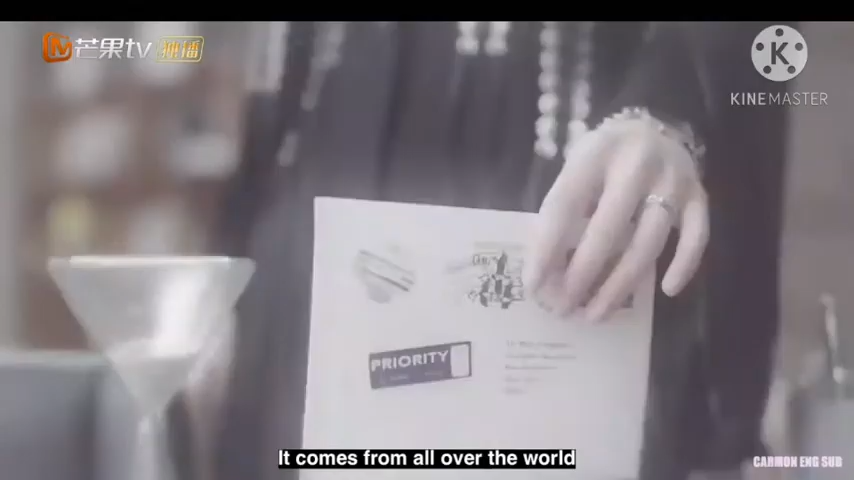 芒果tv 独播
KINEMASTER
PRIORITY
It comes from all over the world
CARMON ENG SUB